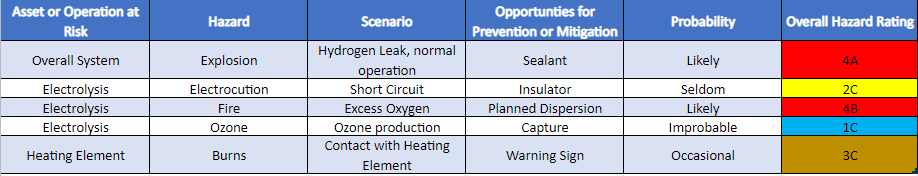 Asset or Operation at Risk | Hazard | Scenario | Opportunities for Prevention or Mitigation | Probability | Overall Hazard Rating
Overall System | Explosion | Hydrogen Leak, normal operation | Sealant | Likely | 4A
Electrolysis | Electrocution | Short Circuit | Insulator | Seldom | 2C
Electrolysis | Fire | Excess Oxygen | Planned Dispersion | Likely | 4B
Electrolysis | Ozone | Ozone production | Capture | Improbable | 1C
Heating Element | Burns | Contact with Heating Element | Warning Sign | Occasional | 3C